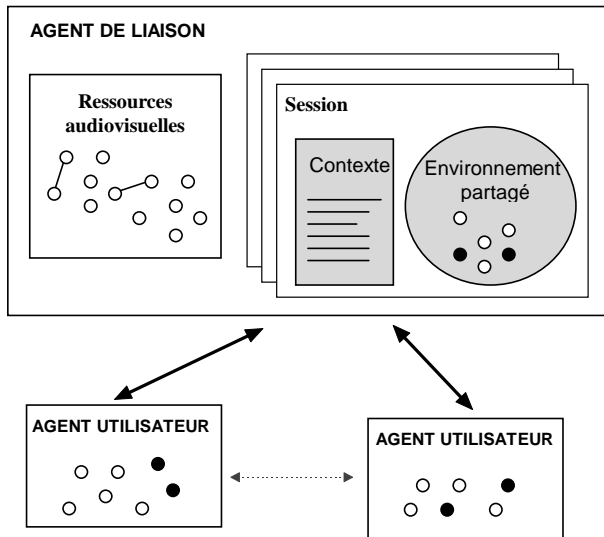 AGENT DE LIAISON
Ressources
audiovisuelles
Session
Contexte
Environnement
partagé
AGENT UTILISATEUR
AGENT UTILISATEUR